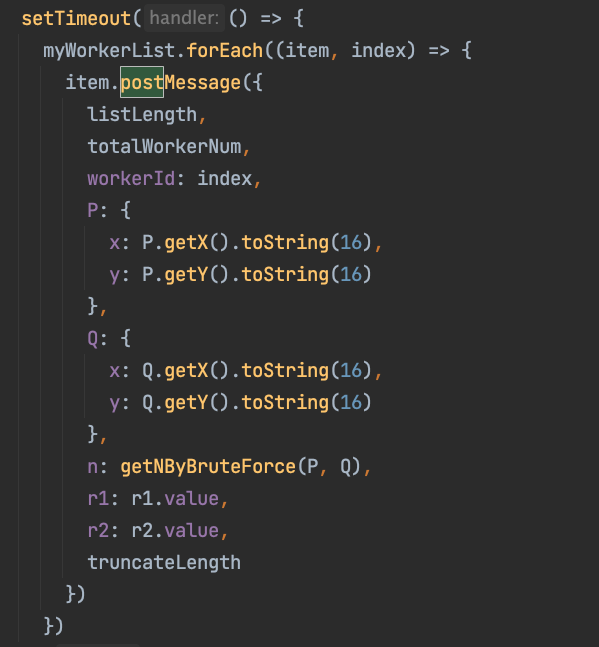 setTimeout( handler: () => {
  myWorkerList.forEach((item, index) => {
    item.postMessage({
      listLength,
      totalWorkerNum,
      workerId: index,
      P: {
        x: P.getX().toString(16),
        y: P.getY().toString(16)
      },
      Q: {
        x: Q.getX().toString(16),
        y: Q.getY().toString(16)
      },
      n: getNByBruteForce(P, Q),
      r1: r1.value,
      r2: r2.value,
      truncateLength
    })
  })